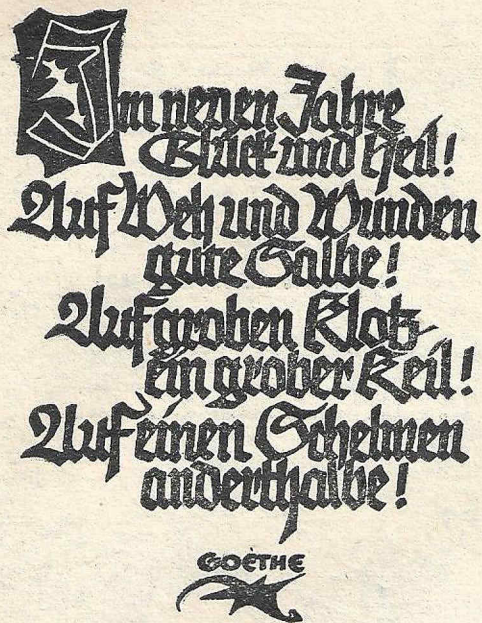 Im neuen Jahre
Glück und Heil!
Auf Weh und Wunden
gute Salbe!
Auf groben Klotz
ein grober Keil!
Auf einen Schelmen
anderthalbe!
GOETHE